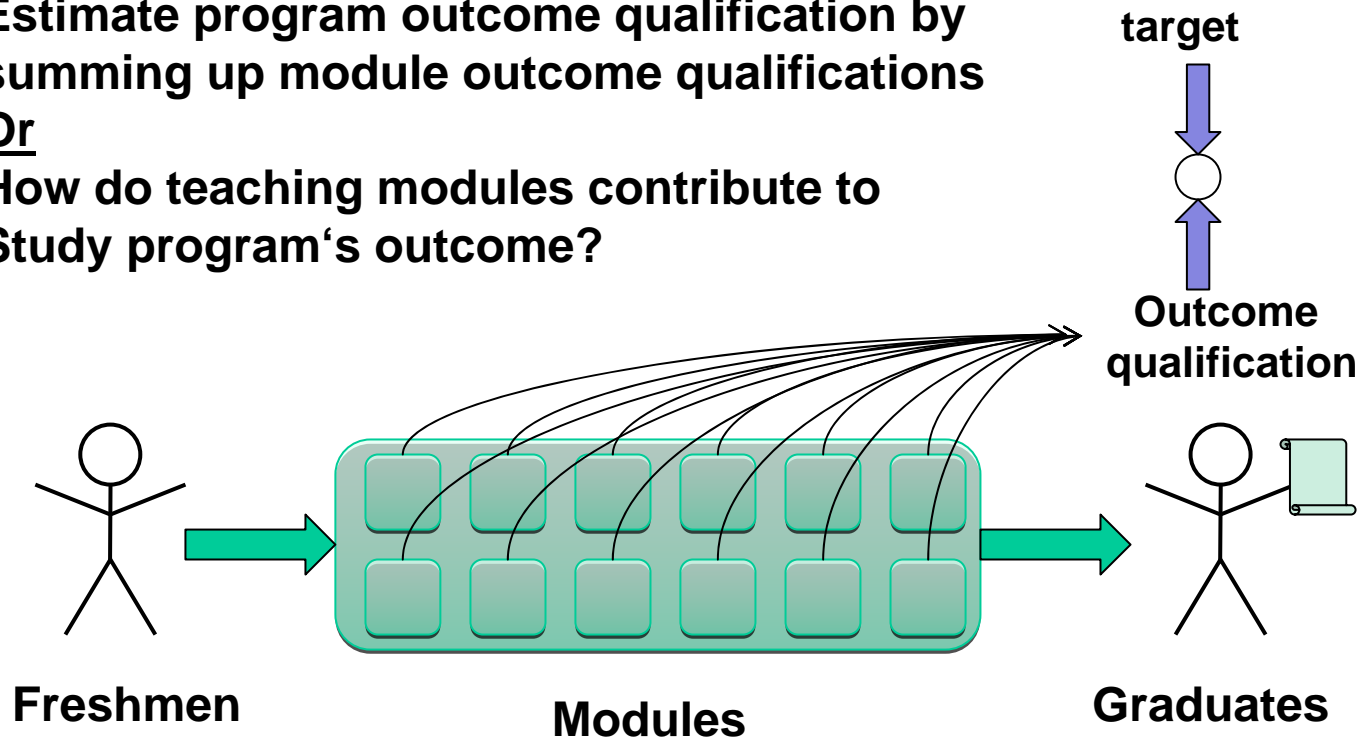 Estimate program outcome qualification by
summing up module outcome qualifications
Or
How do teaching modules contribute to
Study program‘s outcome?
target
Outcome
qualification
Freshmen
Modules
Graduates